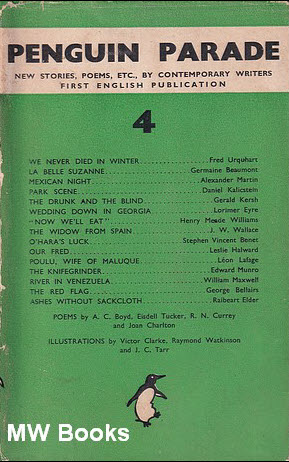 PENGUIN PARADE
NEW STORIES, POEMS, ETC., BY CONTEMPORARY WRITERS
FIRST ENGLISH PUBLICATION
4
WE NEVER DIED IN WINTER....................Fred Urquhart
LA BELLE SUZANNE....................Germaine Beaumont
MEXICAN NIGHT....................Alexander Martin
PARK SCENE....................Daniel Kalicstein
THE DRUNK AND THE BLIND....................Gerald Kersh
WEDDING DOWN IN GEORGIA....................Lorimer Eyre
"NOW WE'LL EAT"....................Henry Meade Williams
THE WIDOW FROM SPAIN....................J. W. Wallace
O'HARA'S LUCK....................Stephen Vincent Benet
OUR FRED....................Leslie Halward
POULU, WIFE OF MALUQUE....................Léon Lafage
THE KNIFEGRINDER....................Edward Munro
RIVER IN VENEZUELA....................William Maxwell
THE RED FLAG....................George Bellairs
ASHES WITHOUT SACKCLOTH....................Raibeart Elder
POEMS by A. C. Boyd, Eisdell Tucker, R. N. Currey
and Joan Charlton
ILLUSTRATIONS by Victor Clarke, Raymond Watkinson
and J. C. Tarr
MW Books